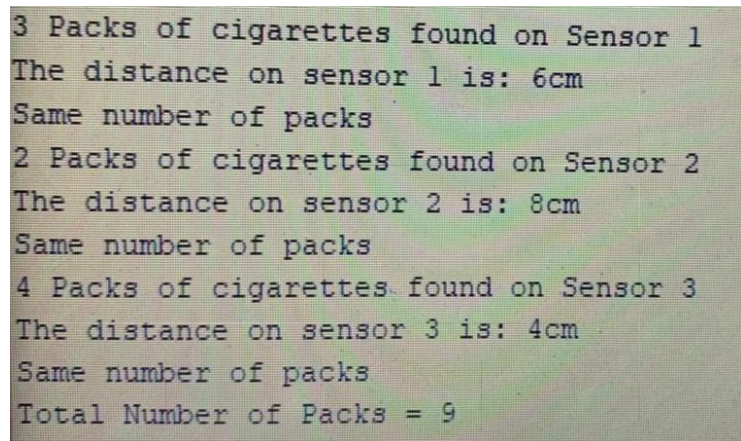 3 Packs of cigarettes found on Sensor 1
The distance on sensor 1 is: 6cm
Same number of packs
2 Packs of cigarettes found on Sensor 2
The distance on sensor 2 is: 8cm
Same number of packs
4 Packs of cigarettes found on Sensor 3
The distance on sensor 3 is: 4cm
Same number of packs
Total Number of Packs = 9